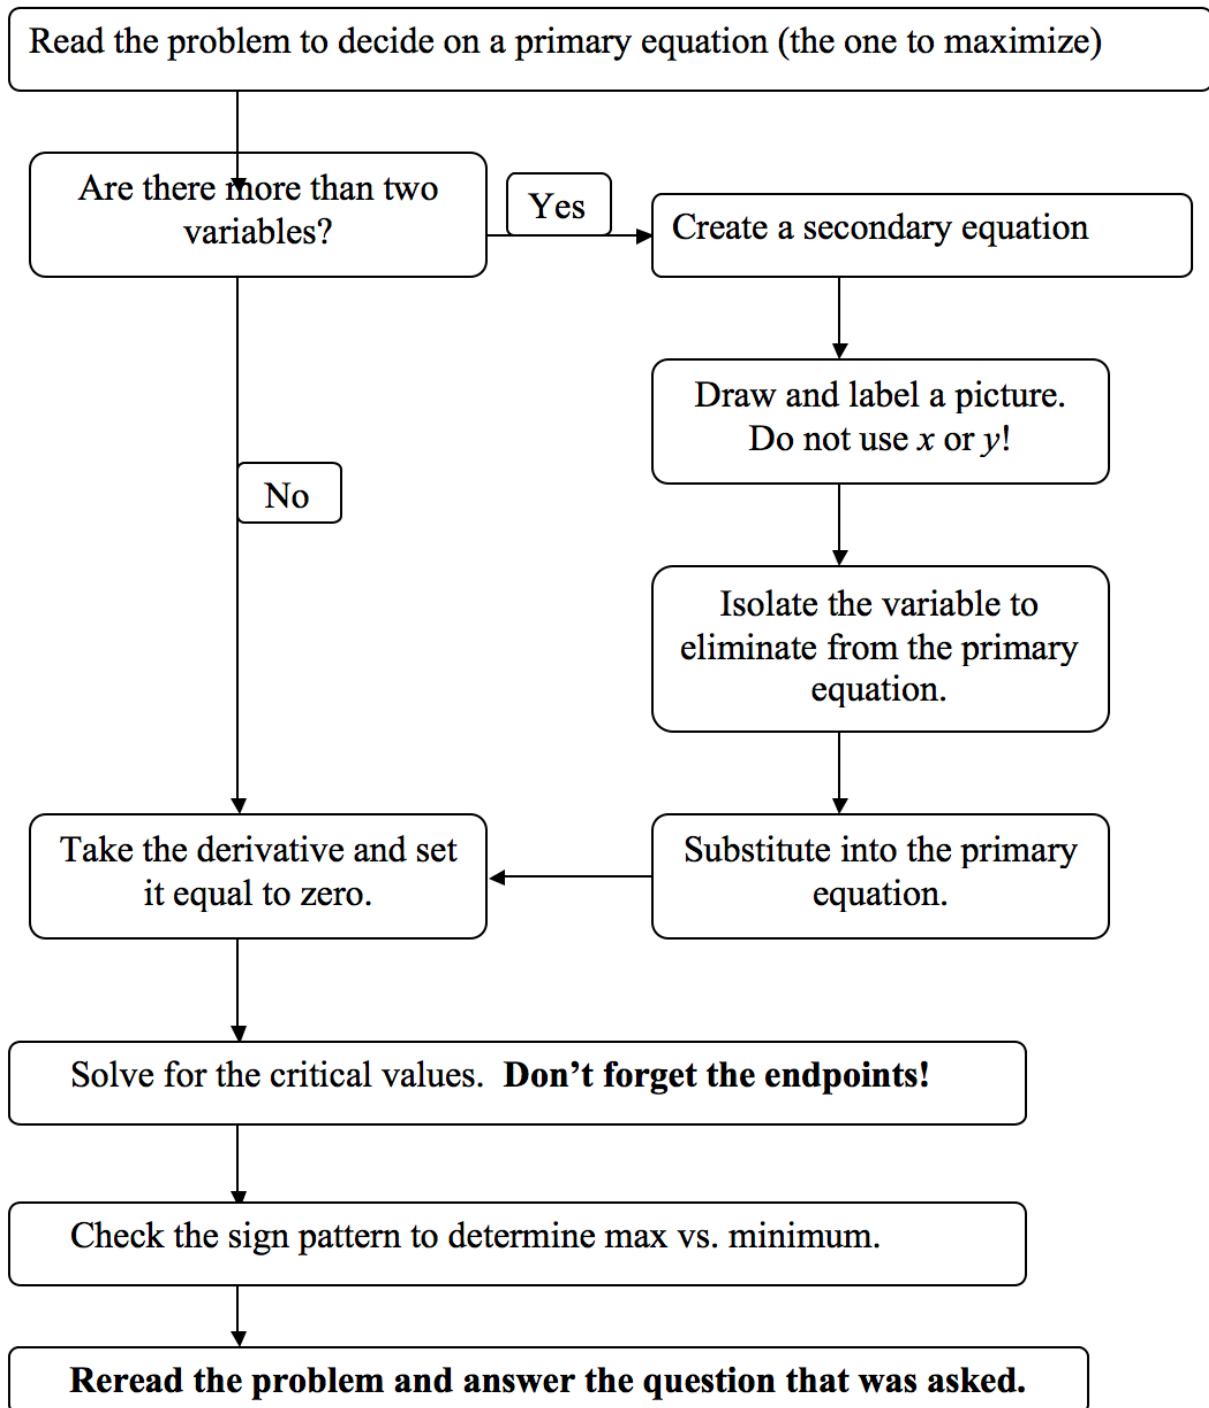 Read the problem to decide on a primary equation (the one to maximize)
Are there more than two
variables?
Yes
Create a secondary equation
Draw and label a picture.
Do not use x or y!
No
Isolate the variable to
eliminate from the primary
equation.
Take the derivative and set
it equal to zero.
Substitute into the primary
equation.
Solve for the critical values.  Don’t forget the endpoints!
Check the sign pattern to determine max vs. minimum.
Reread the problem and answer the question that was asked.